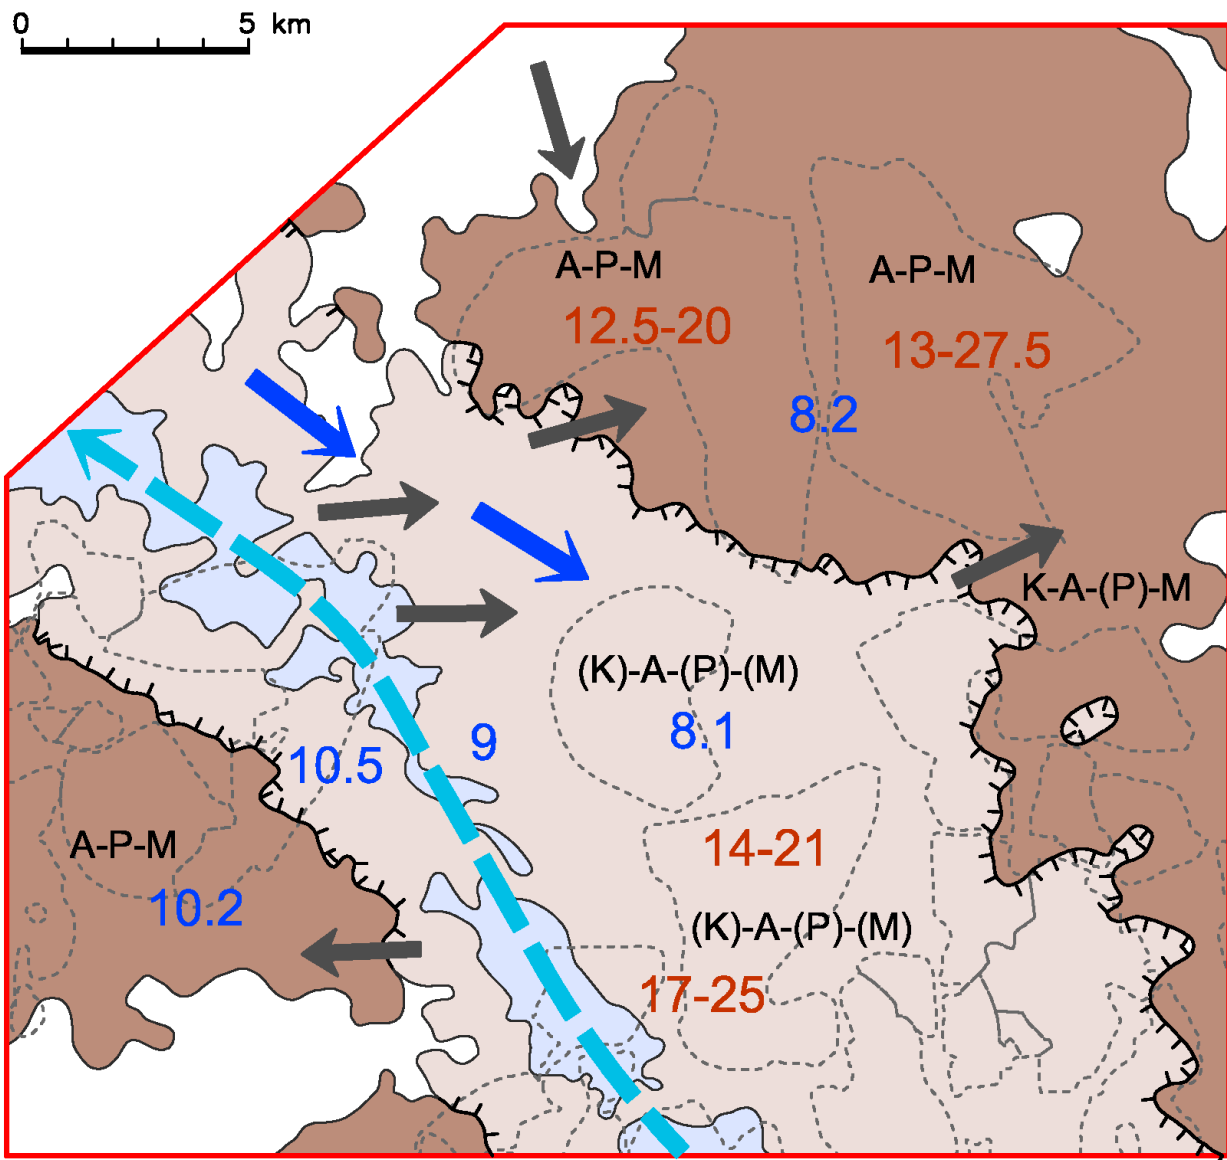 0 5 km
A-P-M
A-P-M
12.5-20
13-27.5
8.2
K-A-(P)-M
(K)-A-(P)-(M)
8.1
9
10.5
14-21
A-P-M
10.2
(K)-A-(P)-(M)
17-25